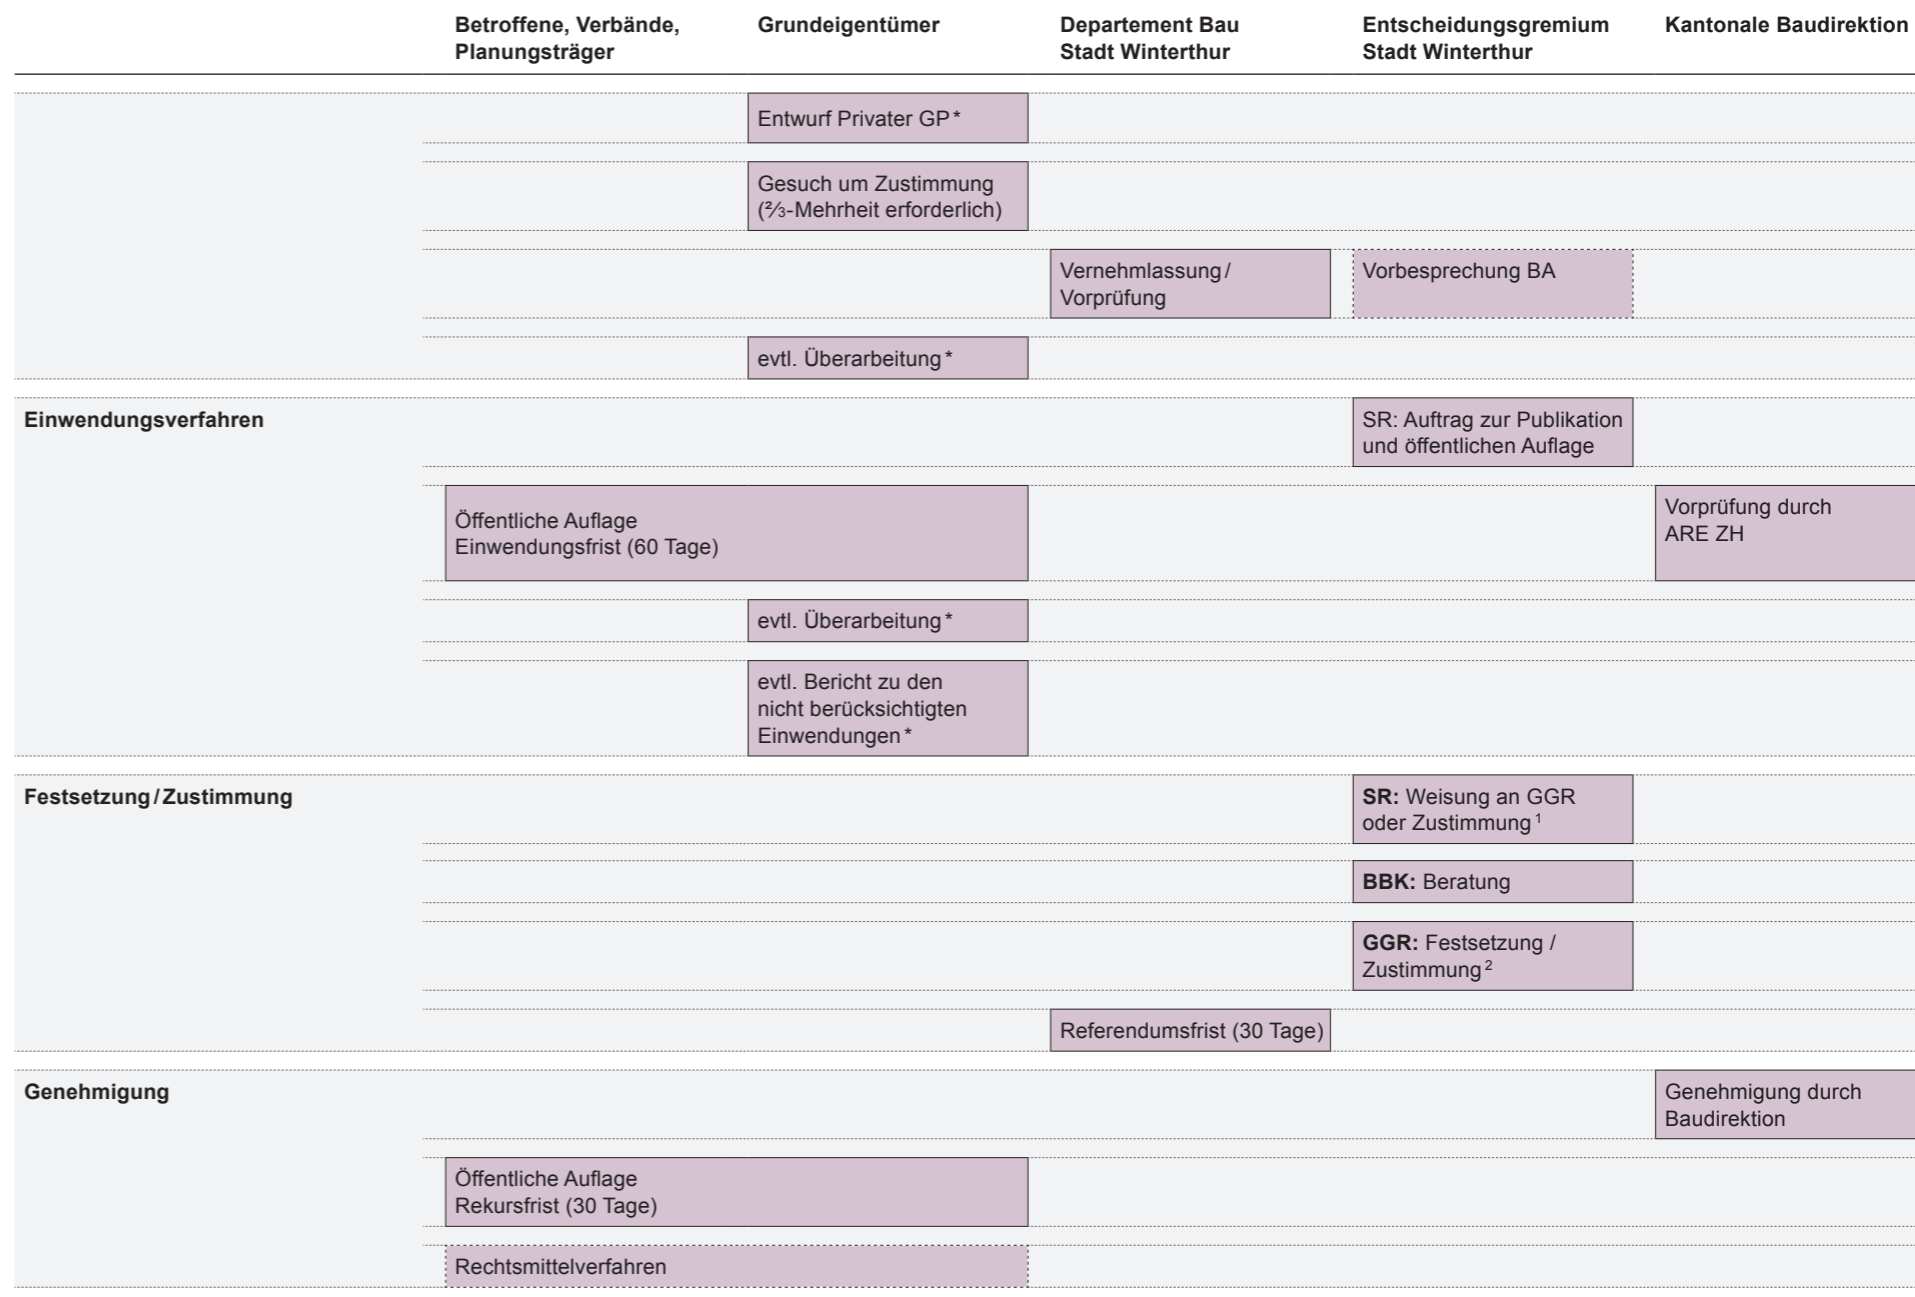 Betroffene, Verbände,
Planungsträger
Grundeigentümer
Departement Bau
Stadt Winterthur
Entscheidungsgremium
Stadt Winterthur
Kantonale Baudirektion
Entwurf Privater GP*
Gesuch um Zustimmung
(⅔-Mehrheit erforderlich)
Vernehmlassung/
Vorprüfung
Vorbesprechung BA
evtl. Überarbeitung*
Einwendungsverfahren
SR: Auftrag zur Publikation
und öffentlichen Auflage
Öffentliche Auflage
Einwendungsfrist (60 Tage)
Vorprüfung durch
ARE ZH
evtl. Überarbeitung*
evtl. Bericht zu den
nicht berücksichtigten
Einwendungen*
Festsetzung/Zustimmung
SR: Weisung an GGR
oder Zustimmung¹
BBK: Beratung
GGR: Festsetzung /
Zustimmung²
Referendumsfrist (30 Tage)
Genehmigung
Genehmigung durch
Baudirektion
Öffentliche Auflage
Rekursfrist (30 Tage)
Rechtsmittelverfahren